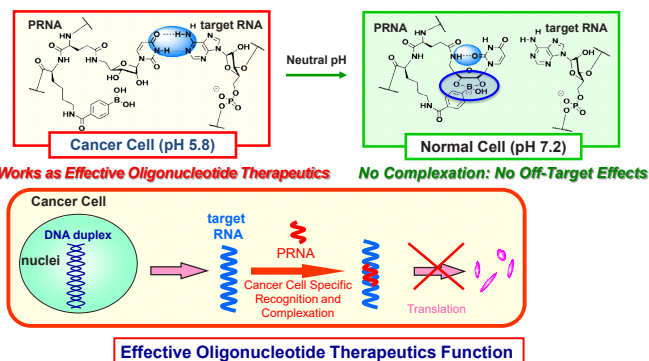 PRNA
target RNA
Cancer Cell (pH 5.8)
Neutral pH
PRNA
target RNA
Normal Cell (pH 7.2)
Works as Effective Oligonucleotide Therapeutics
No Complexation: No Off-Target Effects
Cancer Cell
DNA duplex
nuclei
target
RNA
PRNA
Cancer Cell Specific
Recognition and
Complexation
Translation
Effective Oligonucleotide Therapeutics Function